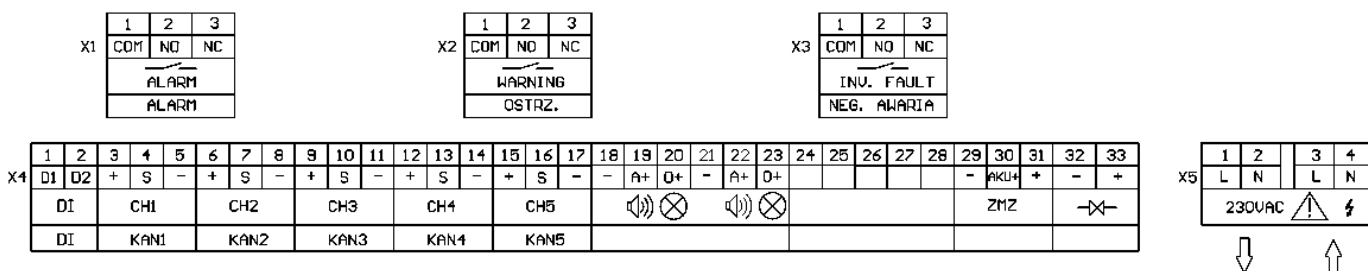 1 2 3
X1 COM NO NC
ALARM
ALARM
1 2 3
X2 COM NO NC
WARNING
OSTRZ.
1 2 3
X3 COM NO NC
INV. FAULT
NEG. AWARIA
1 2 3 4 5 6 7 8 9 10 11 12 13 14 15 16 17 18 19 20 21 22 23 24 25 26 27 28 29 30 31 32 33
X4 D1 D2 + S - + S - + S - + S - + S - - A+ O+ - A+ O+ - AKU+ + - +
DI CH1 CH2 CH3 CH4 CH5 ZMZ
DI KAN1 KAN2 KAN3 KAN4 KAN5
1 2 3 4
X5 L N L N
230VAC